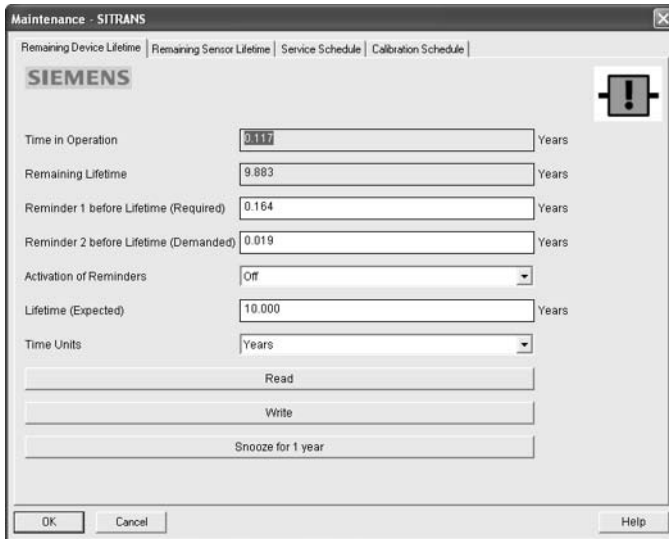 Maintenance - SITRANS
Remaining Device Lifetime Remaining Sensor Lifetime Service Schedule Calibration Schedule
SIEMENS
!
Time in Operation 0.117 Years
Remaining Lifetime 9.883 Years
Reminder 1 before Lifetime (Required) 0.164 Years
Reminder 2 before Lifetime (Demanded) 0.019 Years
Activation of Reminders Off
Lifetime (Expected) 10.000 Years
Time Units Years
Read
Write
Snooze for 1 year
OK Cancel Help